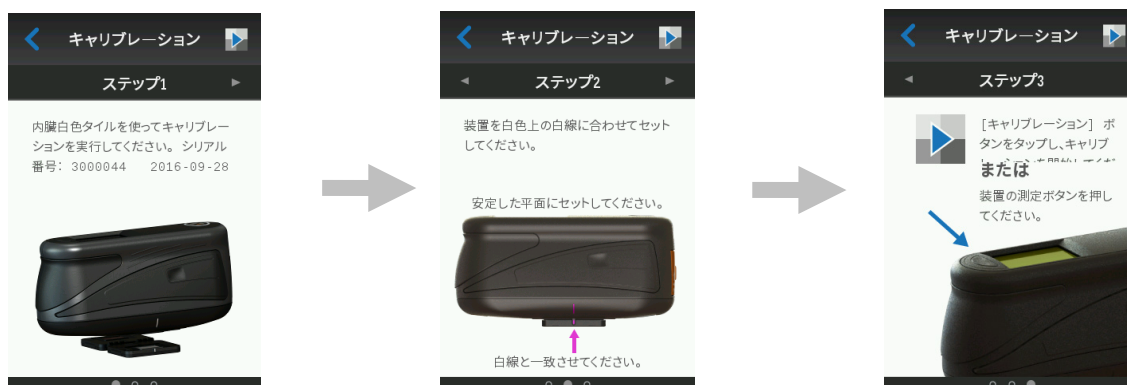 キャリブレーション
ステップ1
内臓白色タイルを使ってキャリブレー
ションを実行してください。シリアル
番号: 3000044 2016-09-28
キャリブレーション
ステップ2
装置を白色上の白線に合わせてセット
してください。
安定した平面にセットしてください。
白線と一致させてください。
キャリブレーション
ステップ3
[キャリブレーション] ボ
タンをタップし、キャリブ
または
装置の測定ボタンを押し
てください。